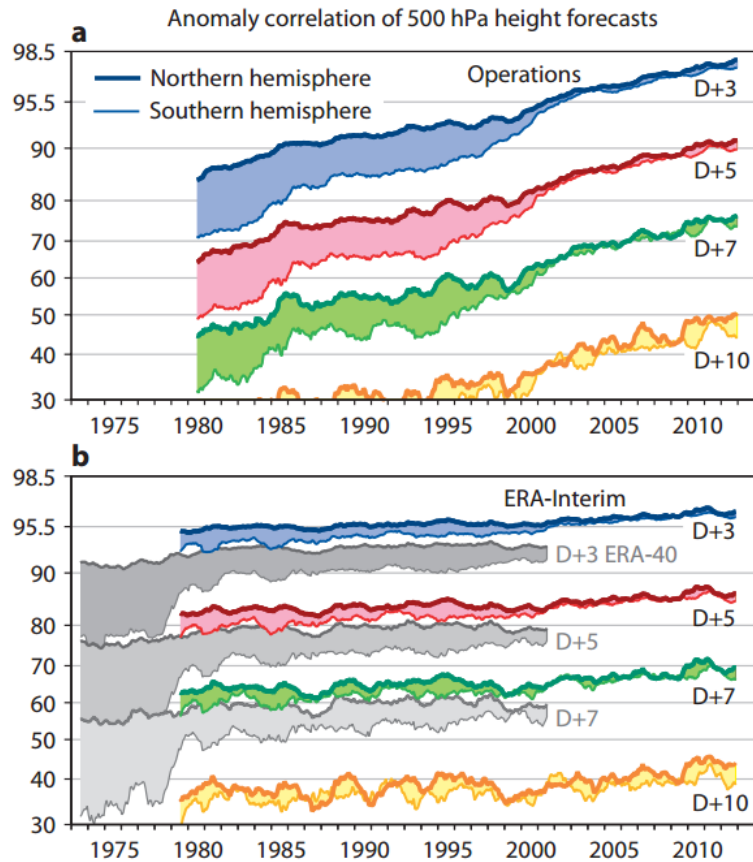 Anomaly correlation of 500 hPa height forecasts
a
98.5
95.5
90
80
70
60
50
40
30
Northern hemisphere
Southern hemisphere
Operations
D+3
D+5
D+7
D+10
1975 1980 1985 1990 1995 2000 2005 2010
b
98.5
95.5
90
80
70
60
50
40
30
ERA-Interim
D+3
D+3 ERA-40
D+5
D+5
D+7
D+7
D+10
1975 1980 1985 1990 1995 2000 2005 2010